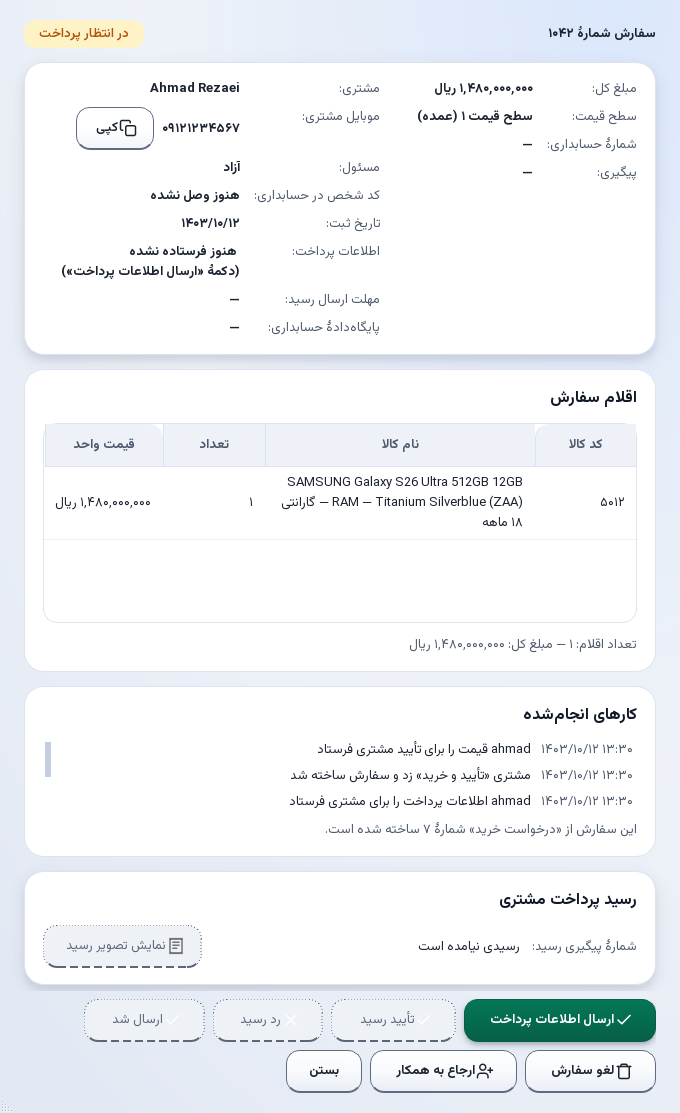 سفارش شمارهٔ ۱۰۴۲
در انتظار پرداخت
مبلغ کل: ۱,۴۸۰,۰۰۰,۰۰۰ ریال
سطح قیمت: سطح قیمت ۱ (عمده)
شمارهٔ حسابداری: —
پیگیری: —
مشتری: Ahmad Rezaei
موبایل مشتری: ۰۹۱۲۱۲۳۴۵۶۷ کپی
مسئول: آزاد
کد شخص در حسابداری: هنوز وصل نشده
تاریخ ثبت: ۱۴۰۳/۱۰/۱۲
اطلاعات پرداخت: هنوز فرستاده نشده
(دکمهٔ «ارسال اطلاعات پرداخت»)
مهلت ارسال رسید: —
پایگاه‌دادهٔ حسابداری: —
اقلام سفارش
کد کالا نام کالا تعداد قیمت واحد
۵۰۱۲ SAMSUNG Galaxy S26 Ultra 512GB 12GB RAM — Titanium Silverblue (ZAA) — گارانتی ۱۸ ماهه ۱ ۱,۴۸۰,۰۰۰,۰۰۰ ریال
تعداد اقلام: ۱ — مبلغ کل: ۱,۴۸۰,۰۰۰,۰۰۰ ریال
کارهای انجام‌شده
۱۴۰۳/۱۰/۱۲ ۱۳:۳۰ ahmad قیمت را برای تأیید مشتری فرستاد
۱۴۰۳/۱۰/۱۲ ۱۳:۳۰ مشتری «تأیید و خرید» زد و سفارش ساخته شد
۱۴۰۳/۱۰/۱۲ ۱۳:۳۰ ahmad اطلاعات پرداخت را برای مشتری فرستاد
این سفارش از «درخواست خرید» شمارهٔ ۷ ساخته شده است.
رسید پرداخت مشتری
شمارهٔ پیگیری رسید: رسیدی نیامده است
نمایش تصویر رسید
ارسال اطلاعات پرداخت تأیید رسید رد رسید ارسال شد
لغو سفارش ارجاع به همکار بستن